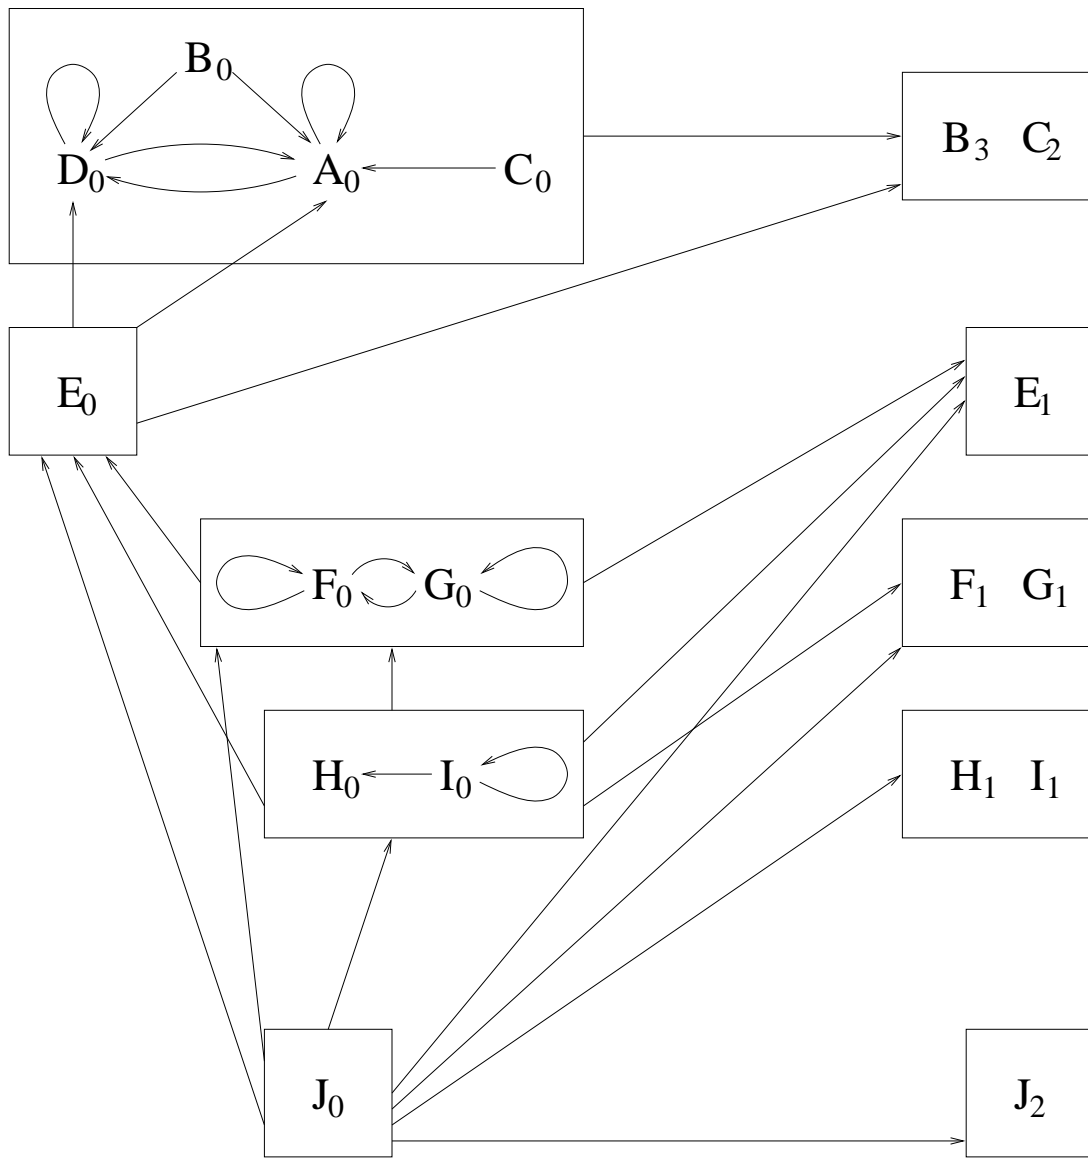 B₀
D₀ A₀ C₀
B₃ C₂
E₀
E₁
F₀ G₀
F₁ G₁
H₀ I₀
H₁ I₁
J₀
J₂